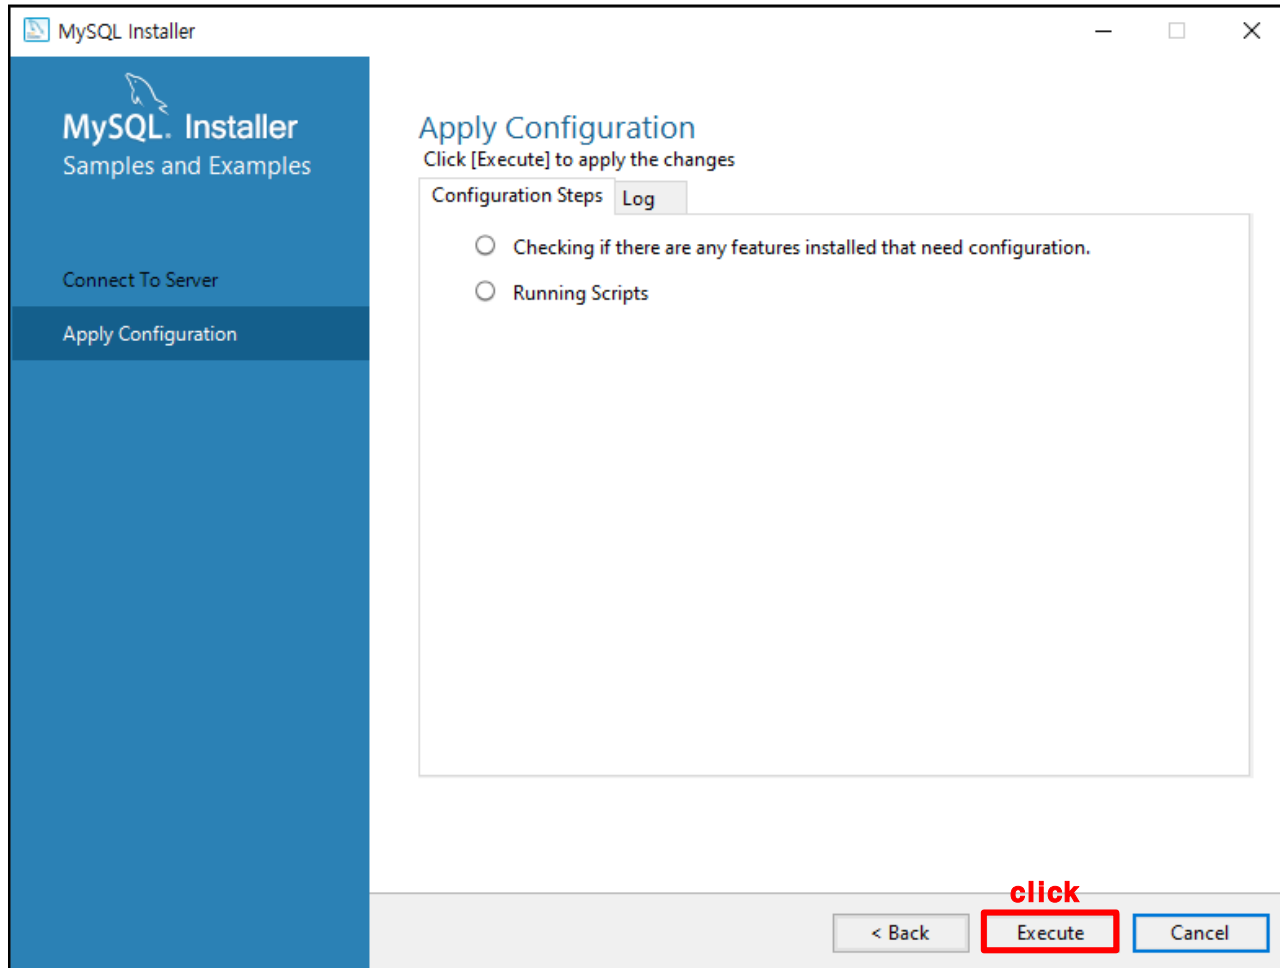 MySQL Installer
MySQL. Installer
Samples and Examples
Connect To Server
Apply Configuration
Apply Configuration
Click [Execute] to apply the changes
Configuration Steps Log
Checking if there are any features installed that need configuration.
Running Scripts
click
< Back Execute Cancel